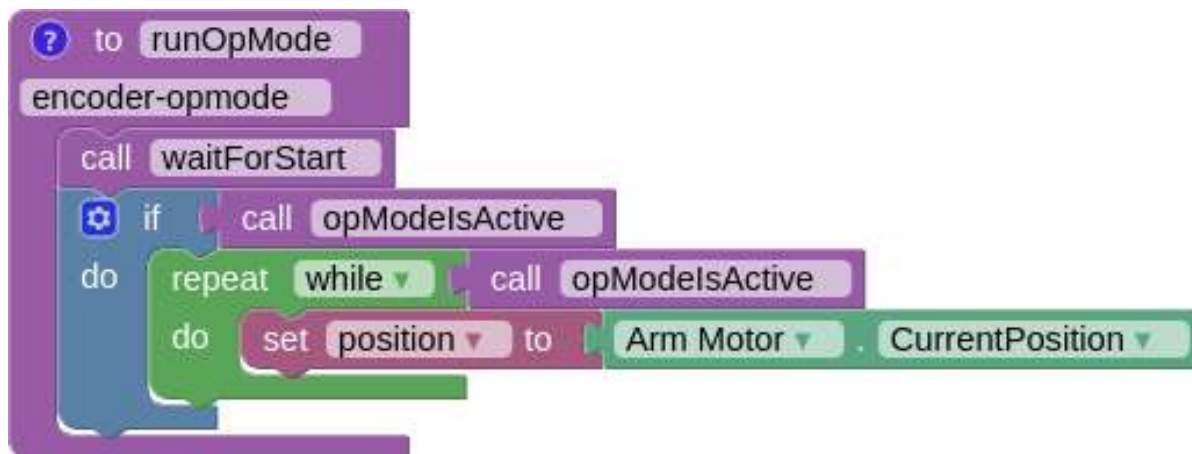 ? to runOpMode
encoder-opmode
call waitForStart
if call opModeIsActive
do repeat while call opModeIsActive
do set position to Arm Motor . CurrentPosition